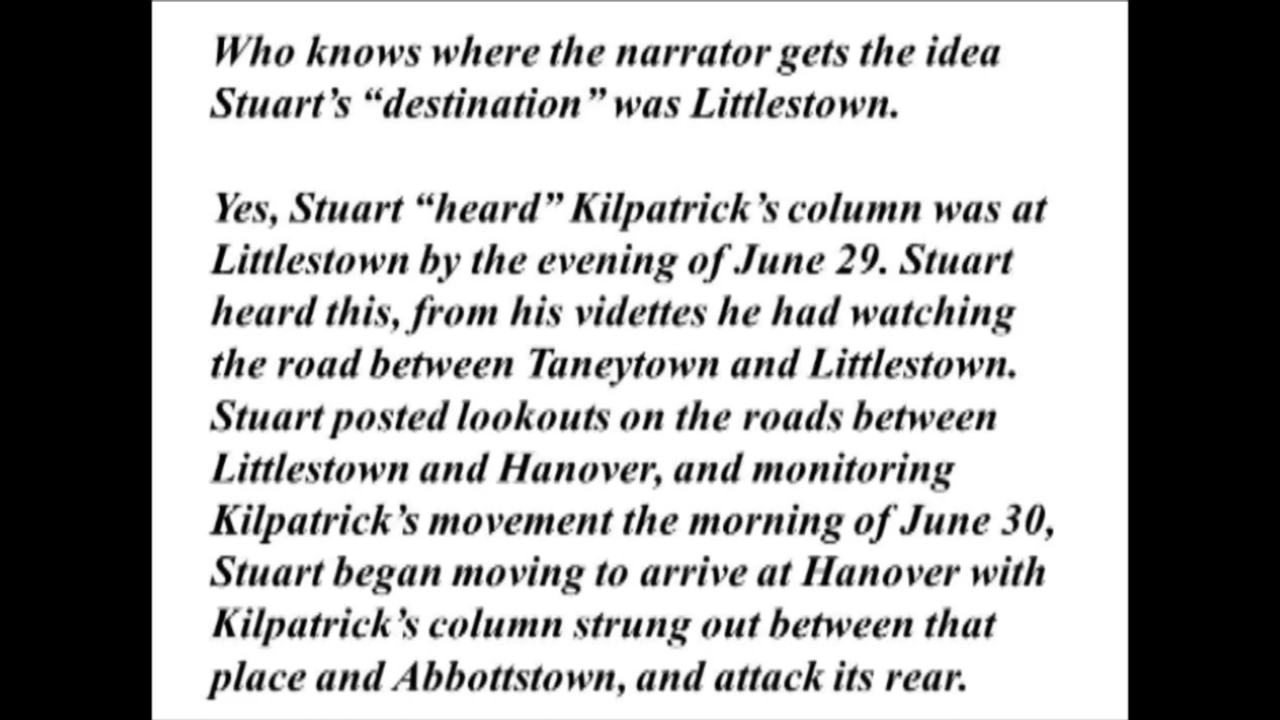 Who knows where the narrator gets the idea
Stuart’s “destination” was Littlestown.
Yes, Stuart “heard” Kilpatrick’s column was at
Littlestown by the evening of June 29. Stuart
heard this, from his videttes he had watching
the road between Taneytown and Littlestown.
Stuart posted lookouts on the roads between
Littlestown and Hanover, and monitoring
Kilpatrick’s movement the morning of June 30,
Stuart began moving to arrive at Hanover with
Kilpatrick’s column strung out between that
place and Abbottstown, and attack its rear.